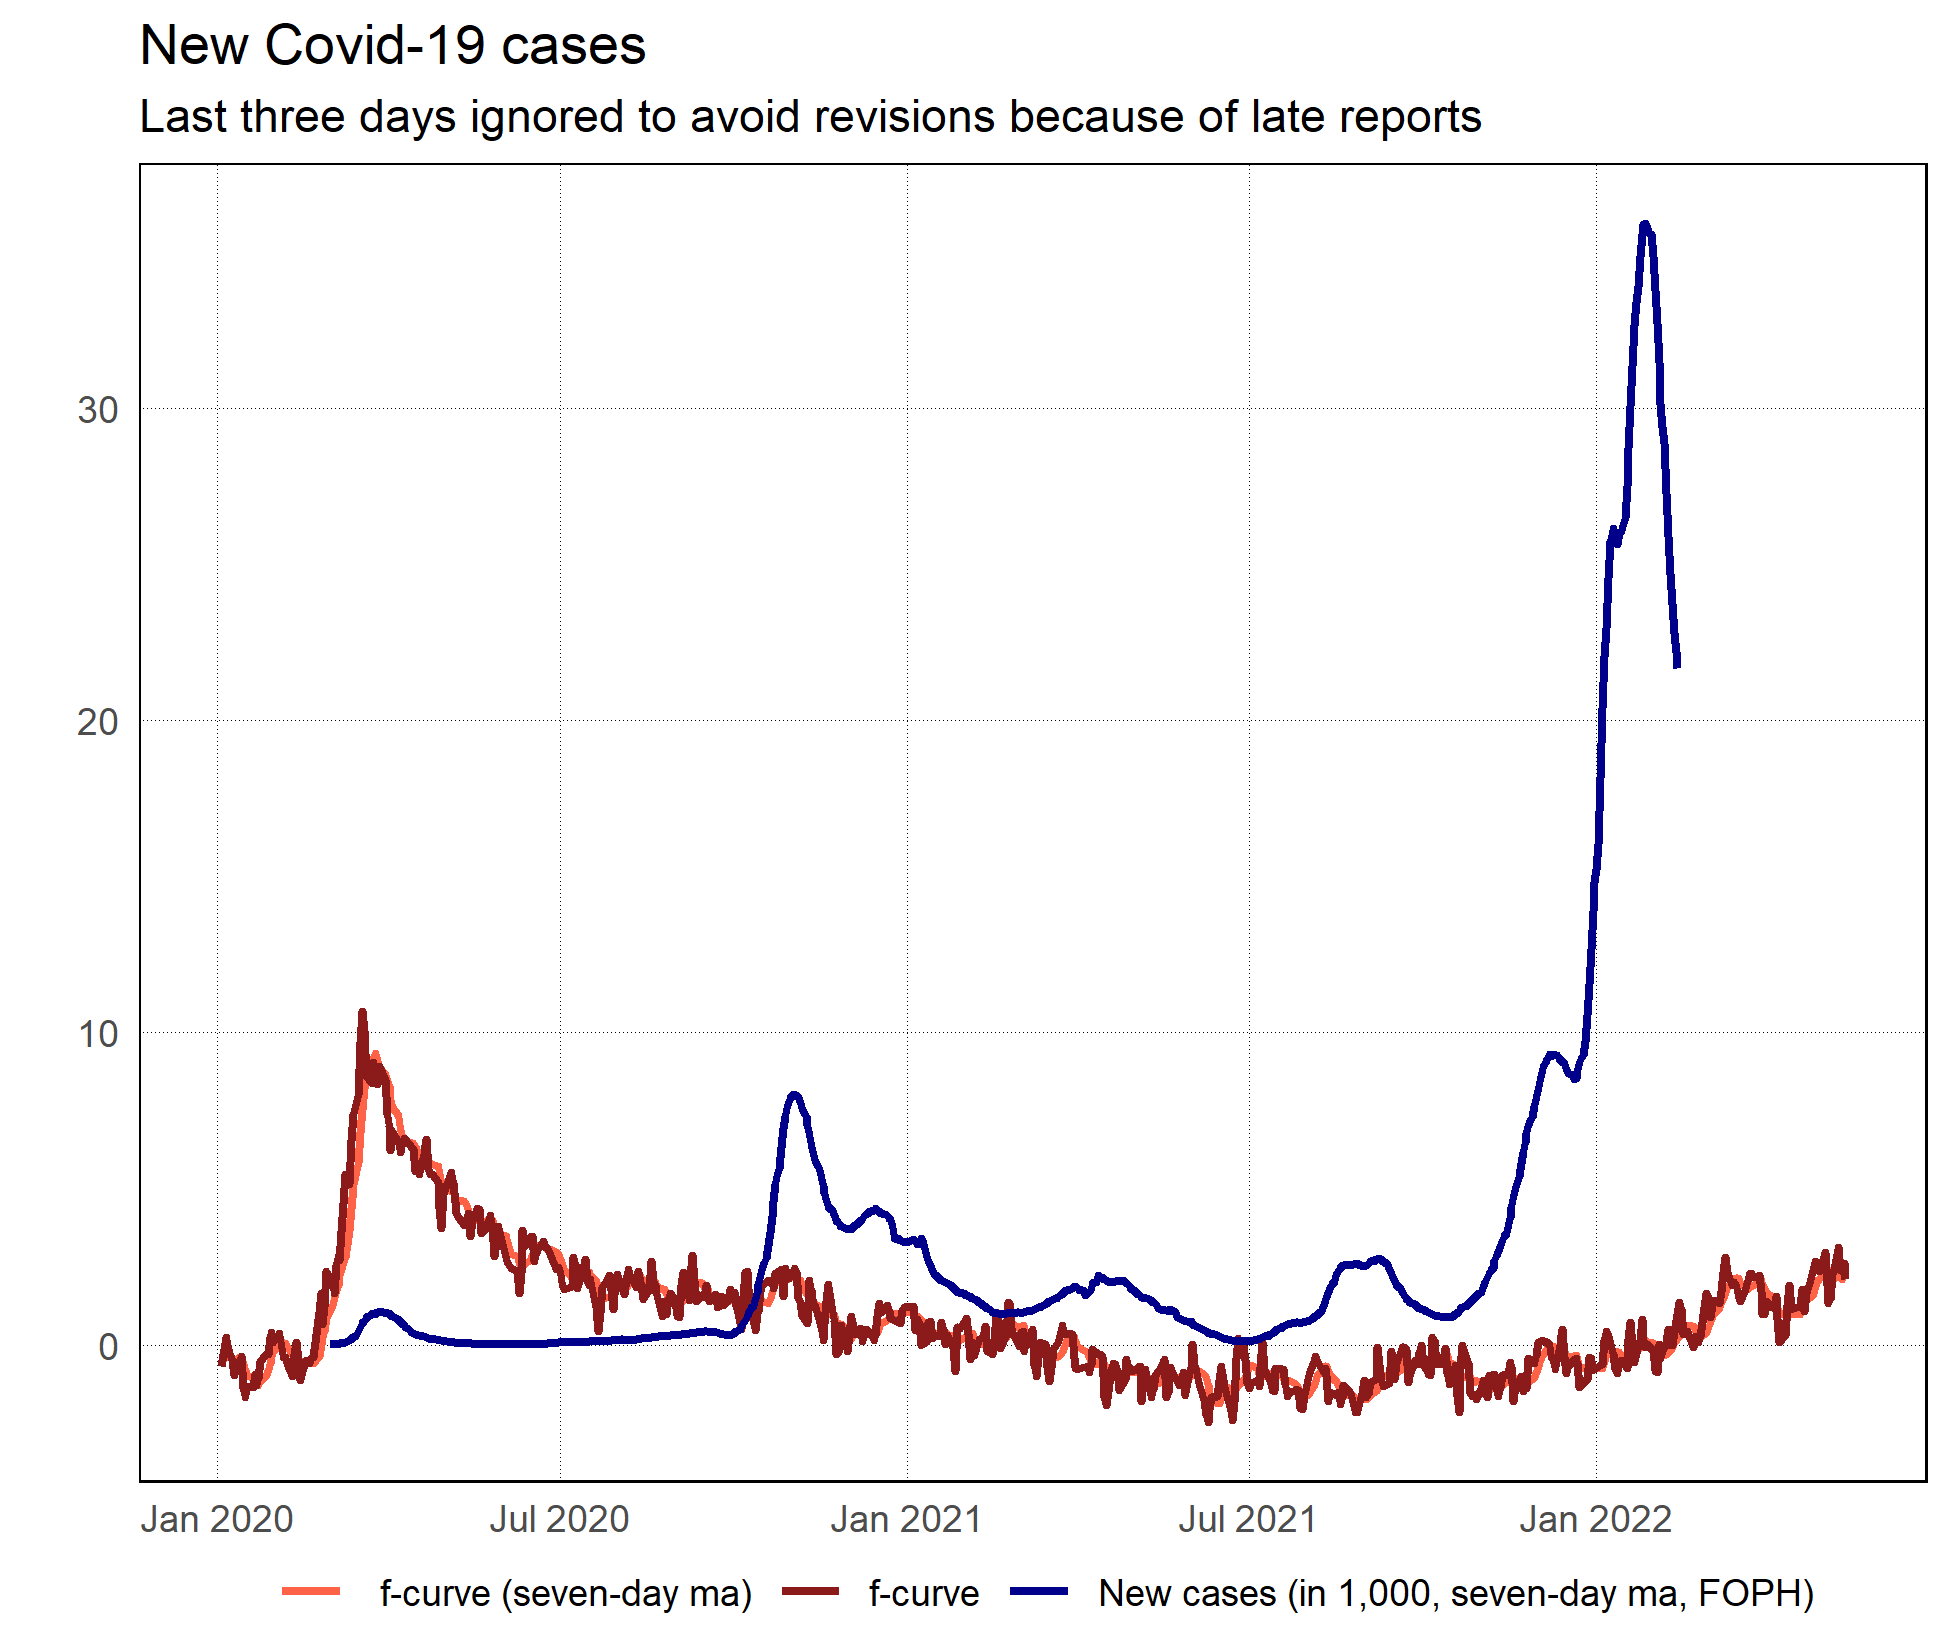 New Covid-19 cases
Last three days ignored to avoid revisions because of late reports
30
20
10
0
Jan 2020 Jul 2020 Jan 2021 Jul 2021 Jan 2022
f-curve (seven-day ma) f-curve New cases (in 1,000, seven-day ma, FOPH)